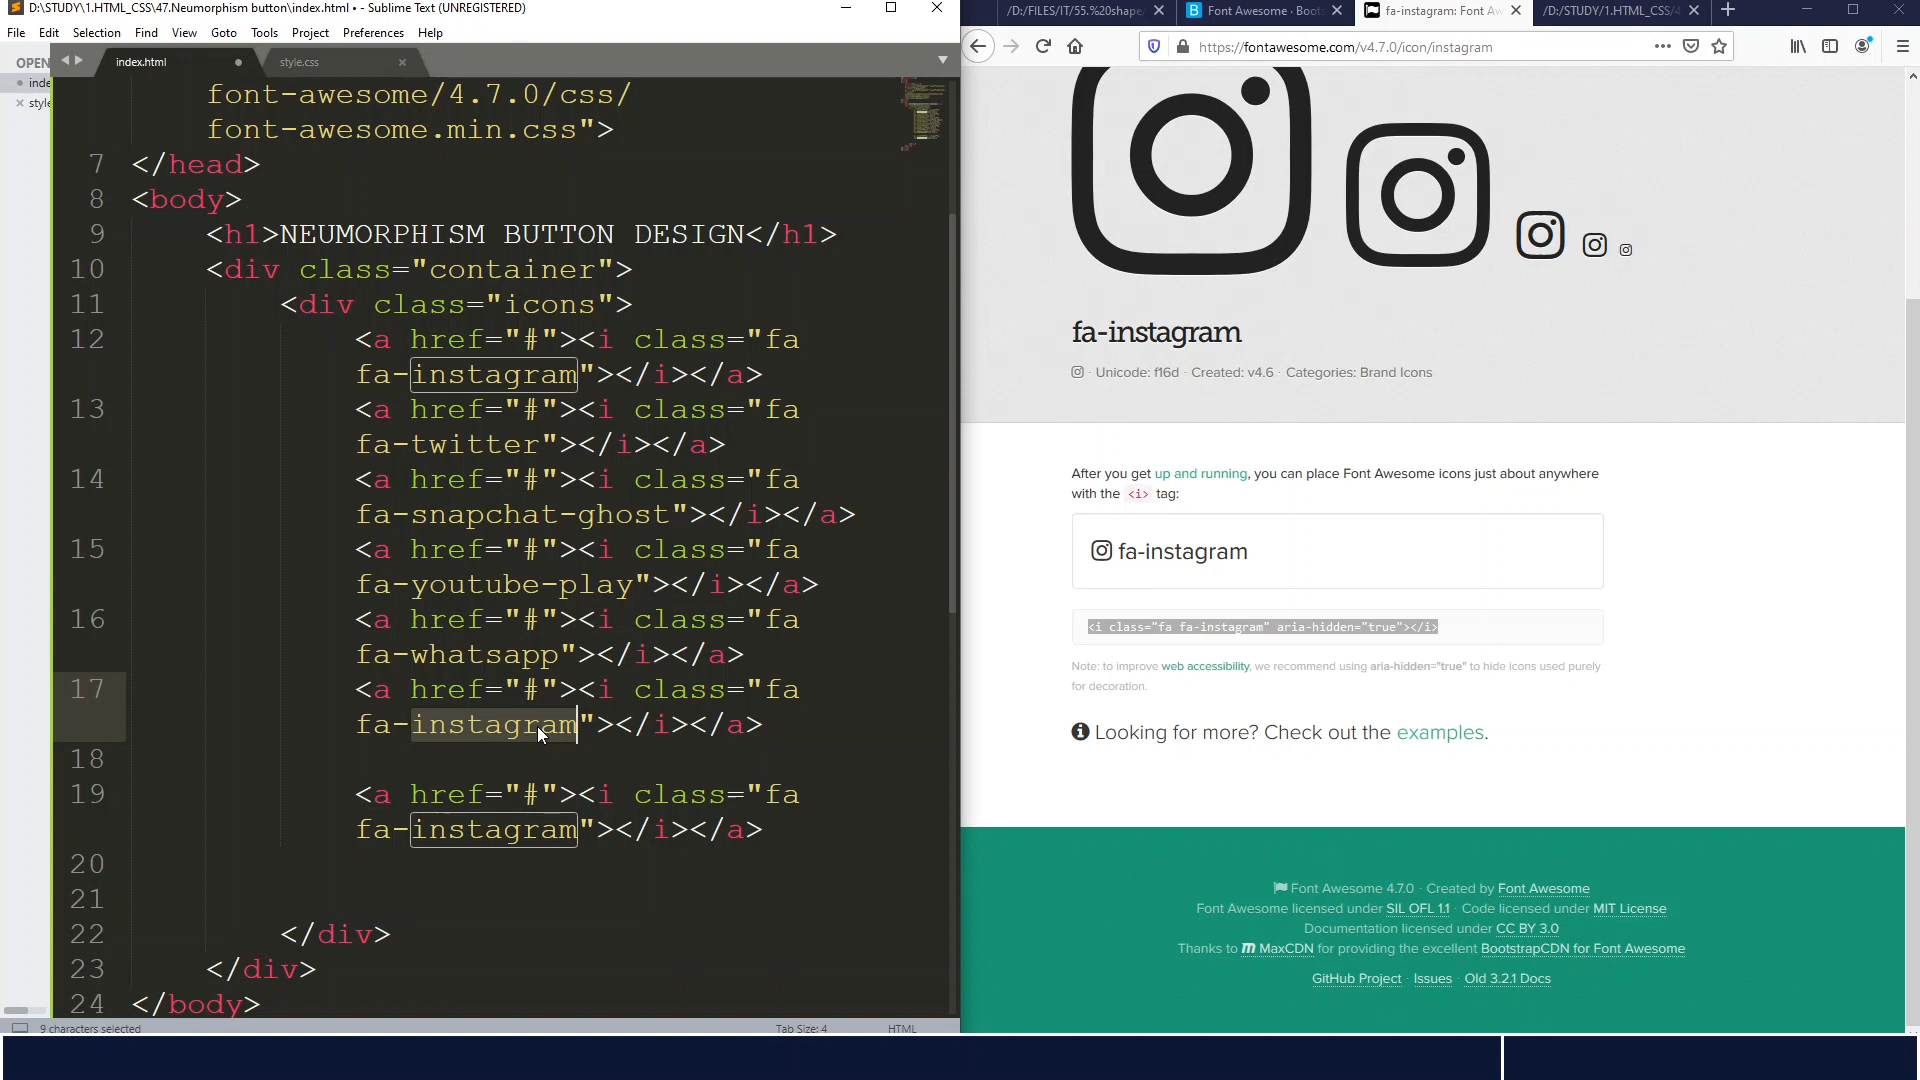 D:\STUDY\1.HTML_CSS\47.Neumorphism button\index.html • - Sublime Text (UNREGISTERED)
File Edit Selection Find View Goto Tools Project Preferences Help
OPEN
inde
style
index.html
style.css
font-awesome/4.7.0/css/
font-awesome.min.css">
7 </head>
8 <body>
9 <h1>NEUMORPHISM BUTTON DESIGN</h1>
10 <div class="container">
11 <div class="icons">
12 <a href="#"><i class="fa
fa-instagram"></i></a>
13 <a href="#"><i class="fa
fa-twitter"></i></a>
14 <a href="#"><i class="fa
fa-snapchat-ghost"></i></a>
15 <a href="#"><i class="fa
fa-youtube-play"></i></a>
16 <a href="#"><i class="fa
fa-whatsapp"></i></a>
17 <a href="#"><i class="fa
fa-instagram"></i></a>
18
19 <a href="#"><i class="fa
fa-instagram"></i></a>
20
21
22 </div>
23 </div>
24 </body>
9 characters selected
Tab Size: 4
HTML
/D:/FILES/IT/55.%20shape
Font Awesome · Boots
fa-instagram: Font Aw
/D:/STUDY/1.HTML_CSS/4
https://fontawesome.com/v4.7.0/icon/instagram
fa-instagram
· Unicode: f16d · Created: v4.6 · Categories: Brand Icons
After you get up and running, you can place Font Awesome icons just about anywhere
with the <i> tag:
fa-instagram
<i class="fa fa-instagram" aria-hidden="true"></i>
Note: to improve web accessibility, we recommend using aria-hidden="true" to hide icons used purely
for decoration.
Looking for more? Check out the examples.
Font Awesome 4.7.0 · Created by Font Awesome
Font Awesome licensed under SIL OFL 1.1 · Code licensed under MIT License
Documentation licensed under CC BY 3.0
Thanks to MaxCDN for providing the excellent BootstrapCDN for Font Awesome
GitHub Project · Issues · Old 3.2.1 Docs